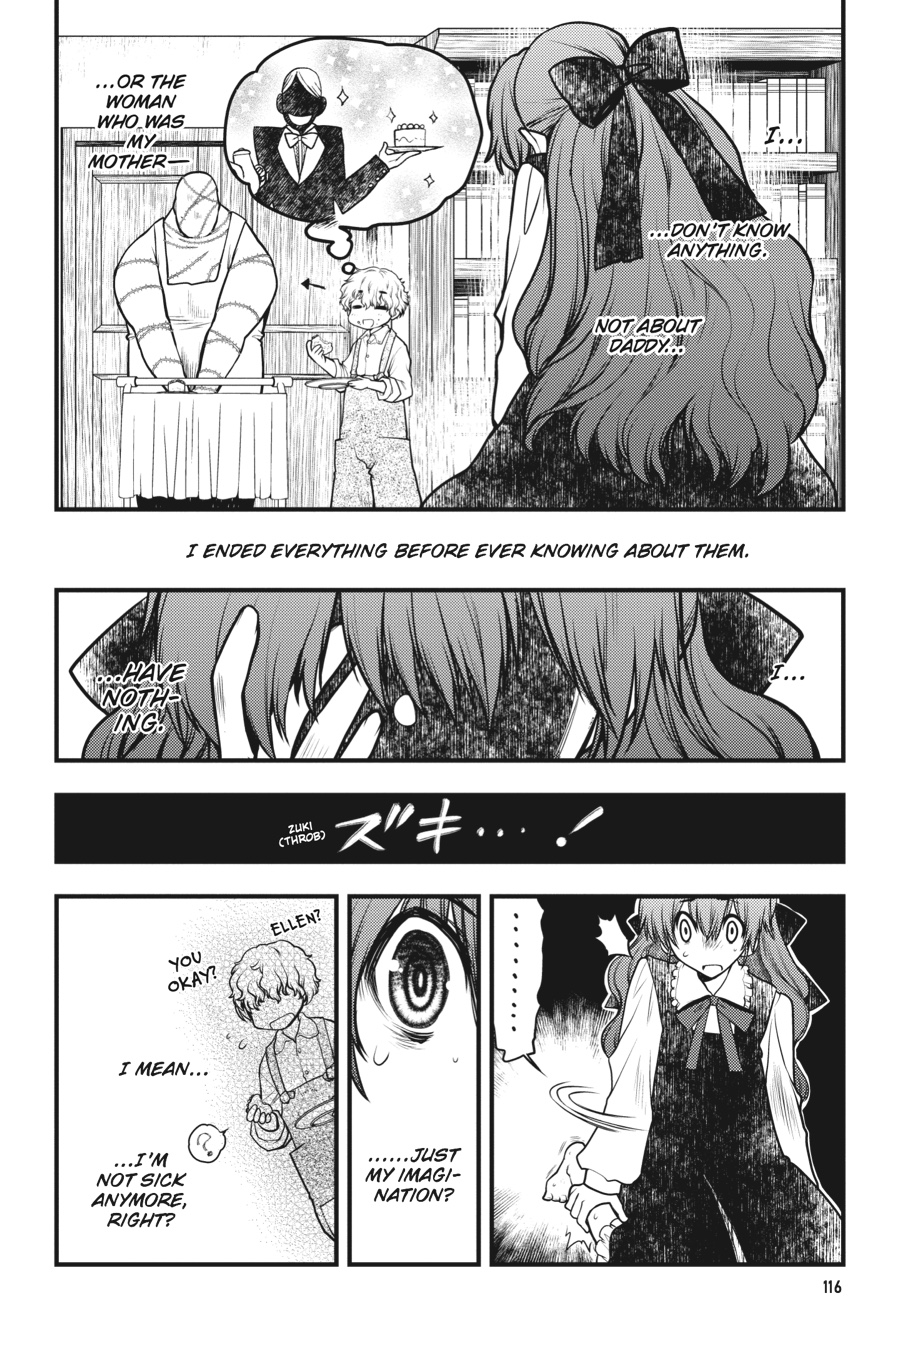 I...
...DON'T KNOW
ANYTHING.
NOT ABOUT
DADDY...
...OR THE
WOMAN
WHO WAS
MY
MOTHER—
I ENDED EVERYTHING BEFORE EVER KNOWING ABOUT THEM.
I...
...HAVE
NOTH-
ING.
ズキ...!
ZUKI
(THROB)
........
......JUST
MY IMAGI-
NATION?
ELLEN?
YOU
OKAY?
I MEAN...
?
...I'M
NOT SICK
ANYMORE,
RIGHT?
116